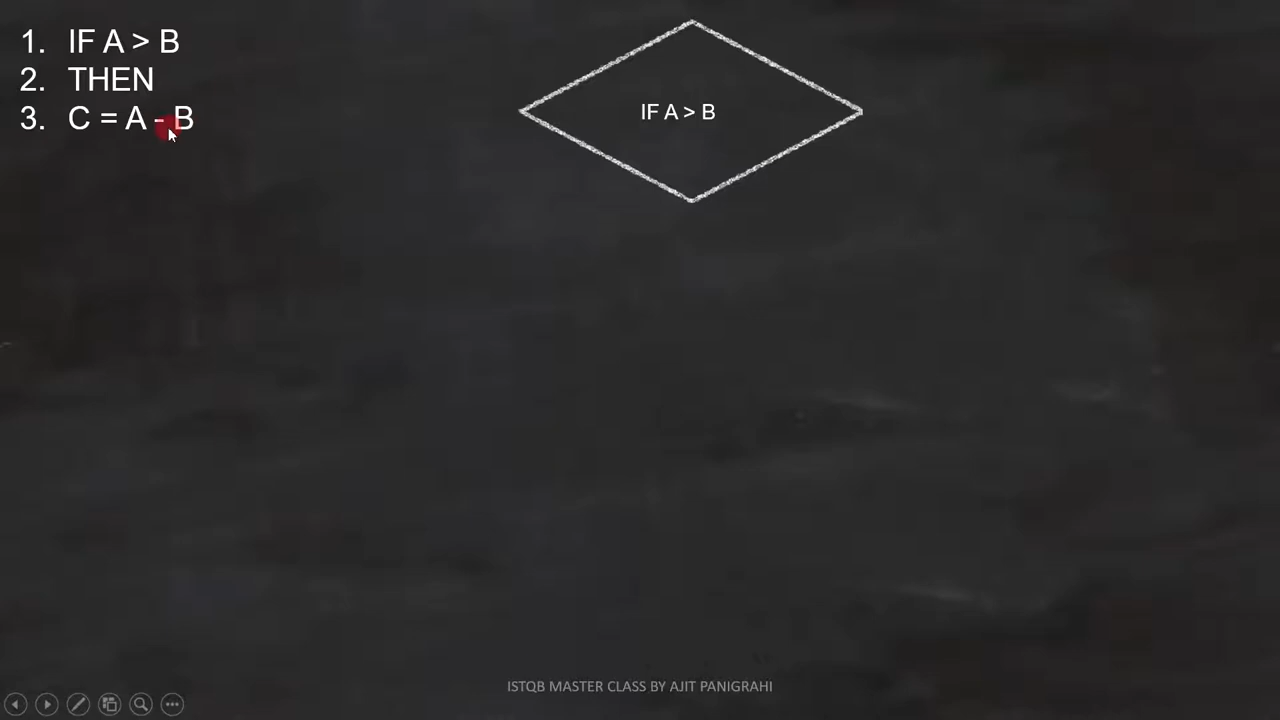 1. IF A > B
2. THEN
3. C = A - B
IF A > B
ISTQB MASTER CLASS BY AJIT PANIGRAHI